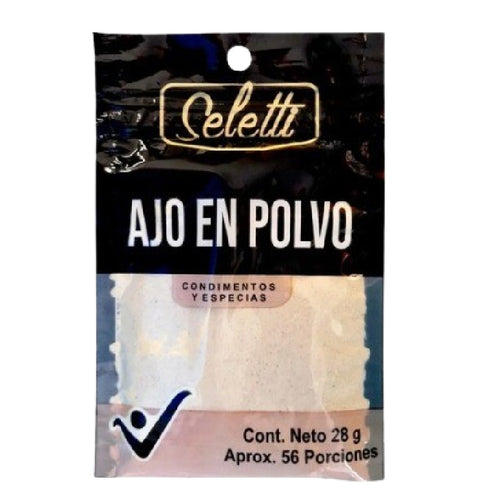 Seletti
AJO EN POLVO
CONDIMENTOS
Y ESPECIAS
Cont. Neto 28 g
Aprox. 56 Porciones